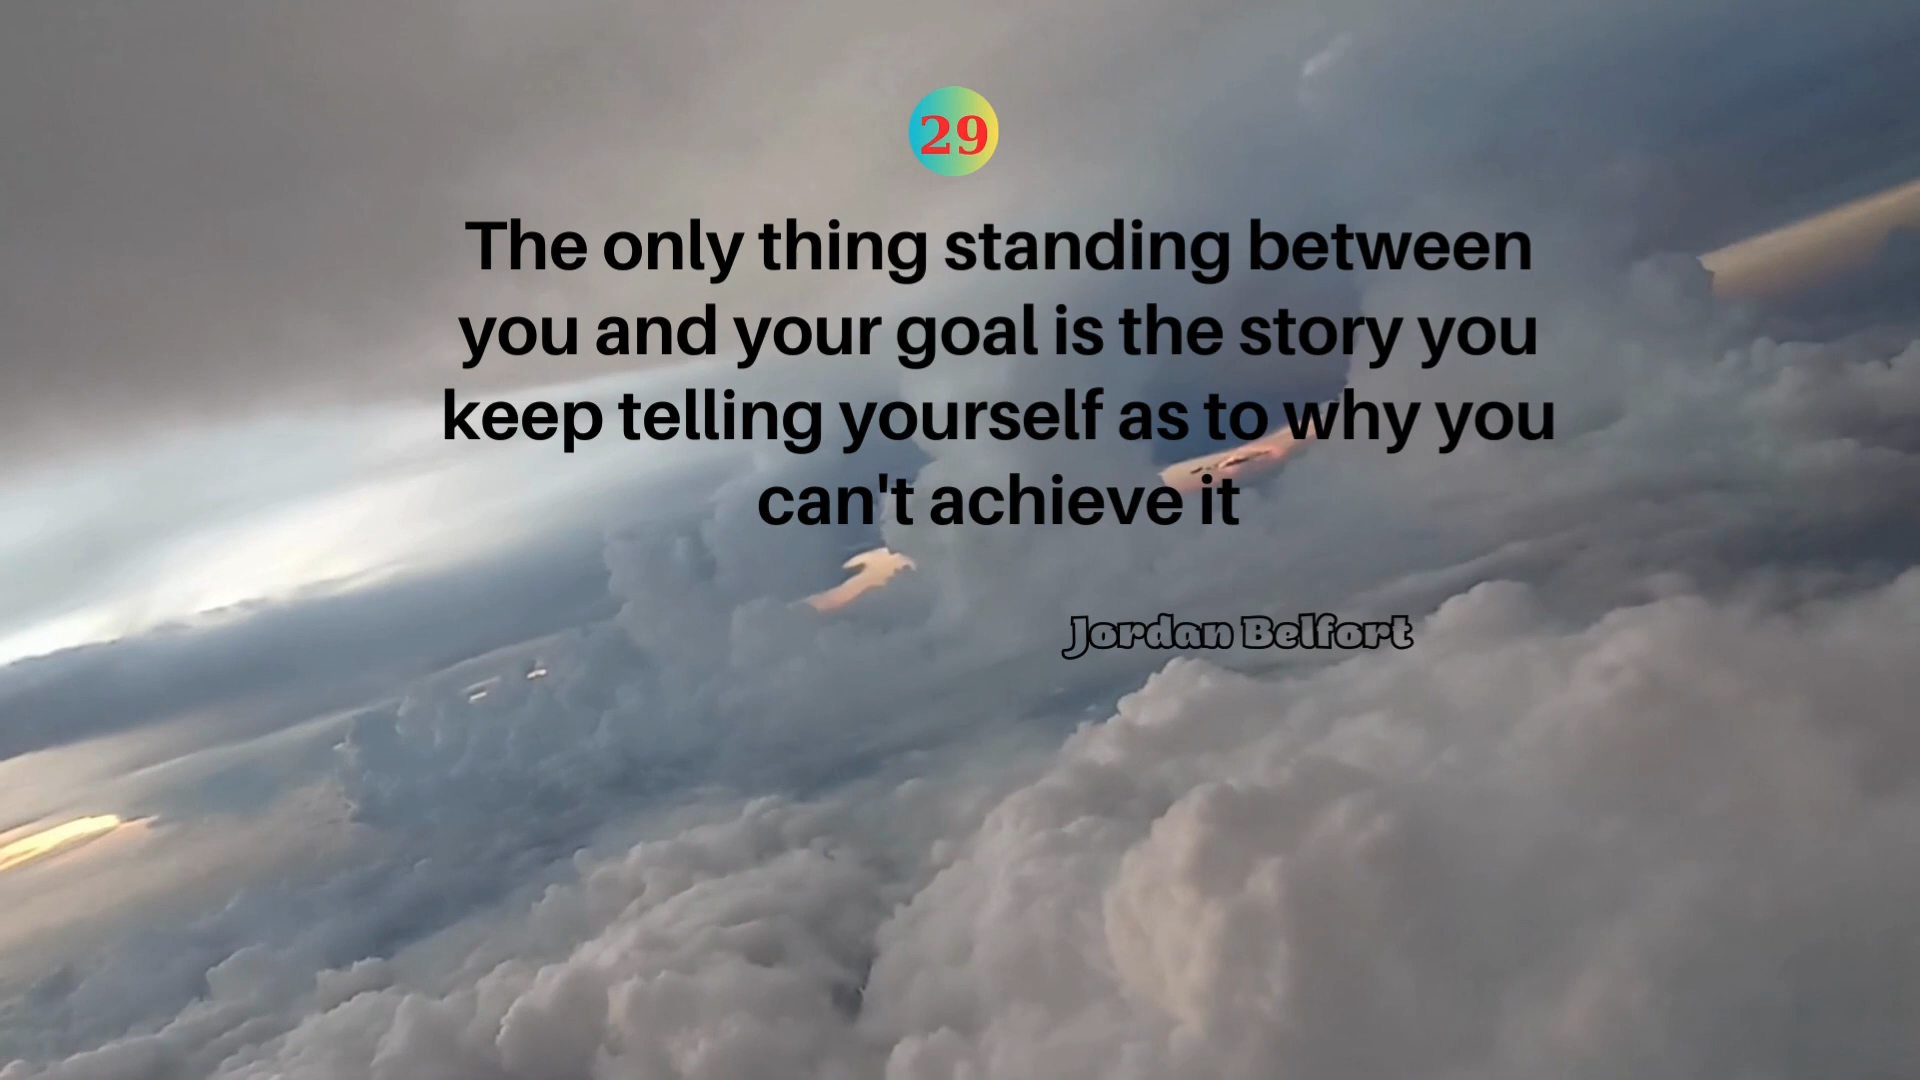 29
The only thing standing between
you and your goal is the story you
keep telling yourself as to why you
can't achieve it
Jordan Belfort